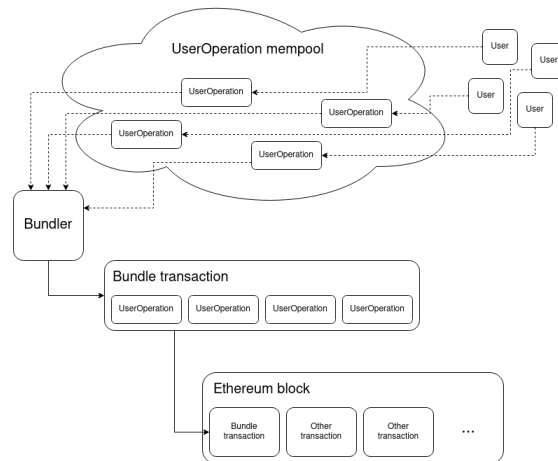 UserOperation mempool
User
User
User
User
UserOperation
UserOperation
UserOperation
UserOperation
Bundler
Bundle transaction
UserOperation
UserOperation
UserOperation
UserOperation
Ethereum block
Bundle
transaction
Other
transaction
Other
transaction
...